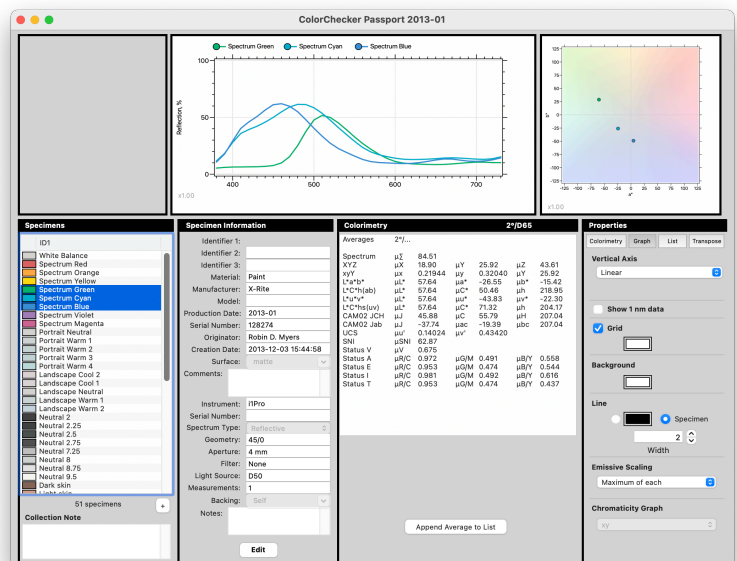 ColorChecker Passport 2013-01
Spectrum Green Spectrum Cyan Spectrum Blue
100
50
0
Reflection, %
400 500 600 700
x1.00
125
100
75
50
25
0
-25
-50
-75
-100
-125
-125 -100 -75 -50 -25 0 25 50 75 100 125
a*
x1.00
Specimens
ID1
White Balance
Spectrum Red
Spectrum Orange
Spectrum Yellow
Spectrum Green
Spectrum Cyan
Spectrum Blue
Spectrum Violet
Spectrum Magenta
Portrait Neutral
Portrait Warm 1
Portrait Warm 2
Portrait Warm 3
Portrait Warm 4
Landscape Cool 2
Landscape Cool 1
Landscape Neutral
Landscape Warm 1
Landscape Warm 2
Neutral 2
Neutral 2.25
Neutral 2.5
Neutral 2.75
Neutral 7.25
Neutral 8
Neutral 8.75
Neutral 9.5
Dark skin
Light skin
51 specimens +
Collection Note
Specimen Information
Identifier 1:
Identifier 2:
Identifier 3:
Material: Paint
Manufacturer: X-Rite
Model:
Production Date: 2013-01
Serial Number: 128274
Originator: Robin D. Myers
Creation Date: 2013-12-03 15:44:58
Surface: matte
Comments:
Instrument: i1Pro
Serial Number:
Spectrum Type: Reflective
Geometry: 45/0
Aperture: 4 mm
Filter: None
Light Source: D50
Measurements: 1
Backing: Self
Notes:
Edit
Colorimetry 2°/D65
Averages 2°/...
Spectrum µ∑ 84.51
XYZ µX 18.90 µY 25.92 µZ 43.61
xyY µx 0.21944 µy 0.32040 µY 25.92
L*a*b* µL* 57.64 µa* -26.55 µb* -15.42
L*C*h(ab) µL* 57.64 µC* 50.46 µh 218.95
L*u*v* µL* 57.64 µu* -43.83 µv* -22.30
L*C*hs(uv) µL* 57.64 µC* 71.32 µh 204.17
CAM02 JCH µJ 45.88 µC 55.79 µH 207.04
CAM02 Jab µJ -37.74 µac -19.39 µbc 207.04
UCS µu' 0.14024 µv' 0.43420
SNI µSNI 62.87
Status V µV 0.675
Status A µR/C 0.972 µG/M 0.491 µB/Y 0.558
Status E µR/C 0.953 µG/M 0.474 µB/Y 0.544
Status I µR/C 0.981 µG/M 0.492 µB/Y 0.616
Status T µR/C 0.953 µG/M 0.474 µB/Y 0.437
Append Average to List
Properties
Colorimetry Graph List Transpose
Vertical Axis
Linear
Show 1 nm data
Grid
Background
Line
Specimen
2
Width
Emissive Scaling
Maximum of each
Chromaticity Graph
xy